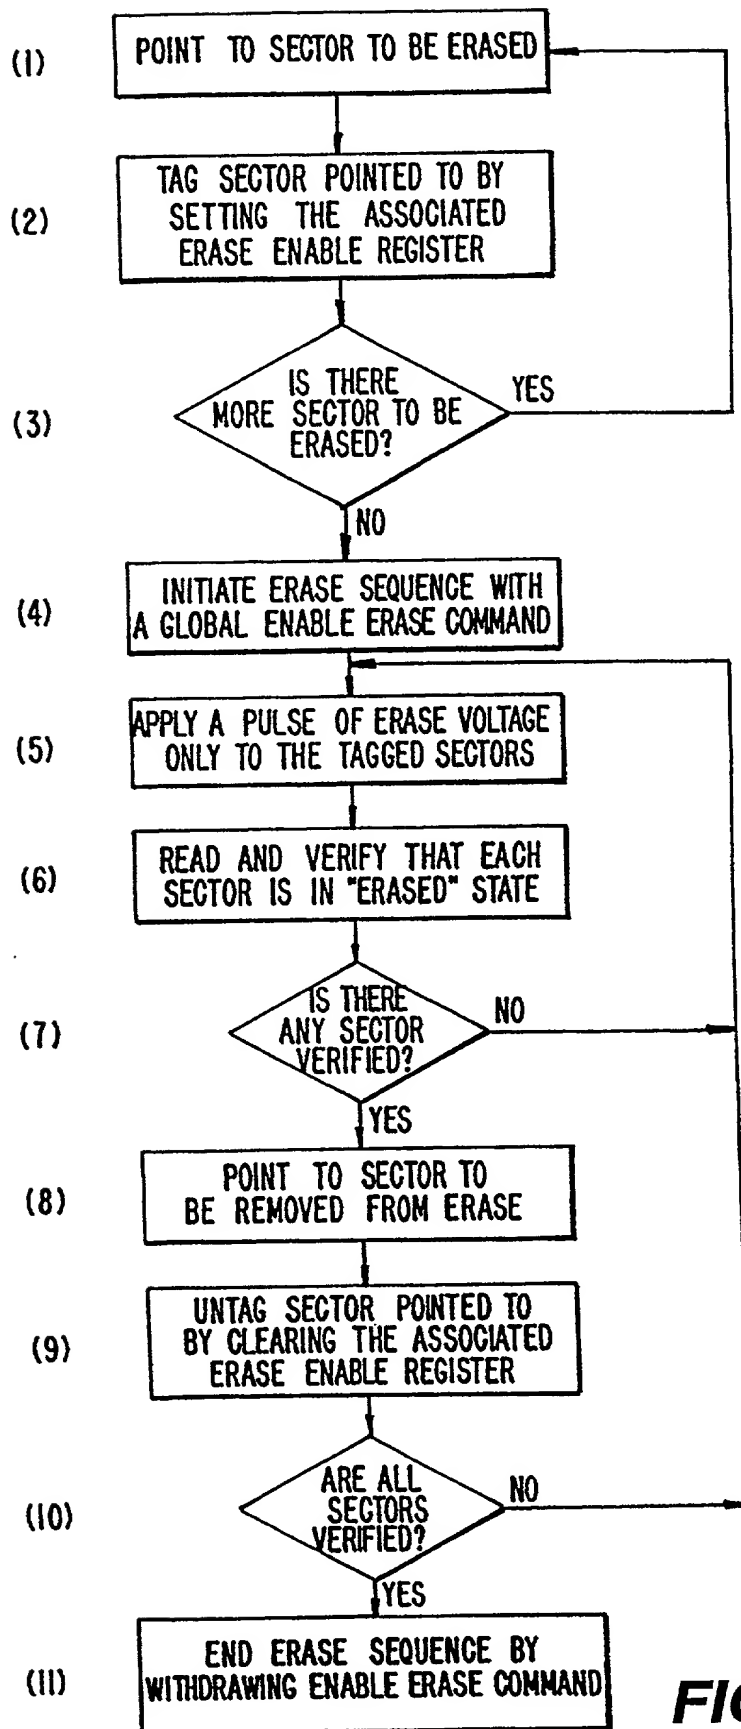 (1)
POINT TO SECTOR TO BE ERASED
(2)
TAG SECTOR POINTED TO BY
SETTING THE ASSOCIATED
ERASE ENABLE REGISTER
(3)
IS THERE
MORE SECTOR TO BE
ERASED?
YES
NO
(4)
INITIATE ERASE SEQUENCE WITH
A GLOBAL ENABLE ERASE COMMAND
(5)
APPLY A PULSE OF ERASE VOLTAGE
ONLY TO THE TAGGED SECTORS
(6)
READ AND VERIFY THAT EACH
SECTOR IS IN "ERASED" STATE
(7)
IS THERE
ANY SECTOR
VERIFIED?
NO
YES
(8)
POINT TO SECTOR TO
BE REMOVED FROM ERASE
(9)
UNTAG SECTOR POINTED TO
BY CLEARING THE ASSOCIATED
ERASE ENABLE REGISTER
(10)
ARE ALL
SECTORS
VERIFIED?
NO
YES
(11)
END ERASE SEQUENCE BY
WITHDRAWING ENABLE ERASE COMMAND